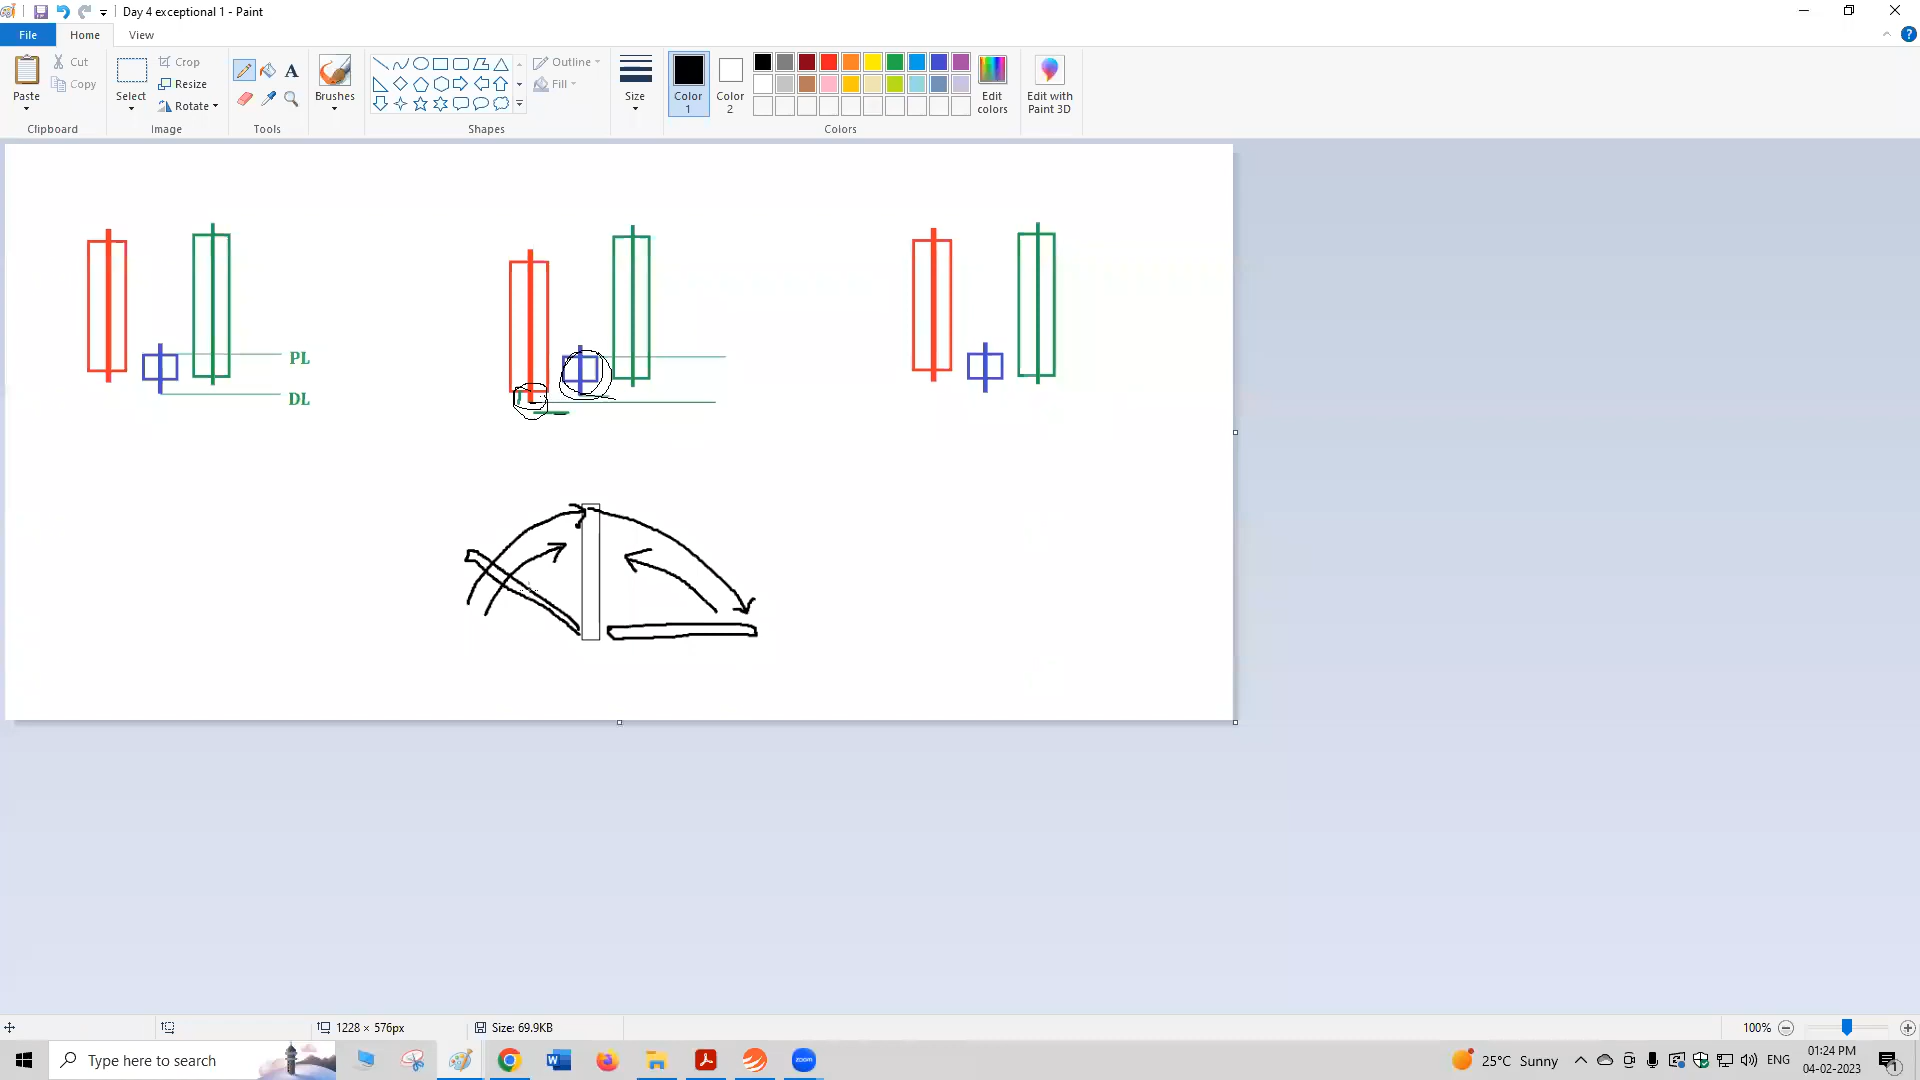 Day 4 exceptional 1 - Paint
File Home View
Paste
Cut
Copy
Clipboard
Select
Crop
Resize
Rotate
Image
A
Tools
Brushes
Outline
Fill
Shapes
Size
Color 1
Color 2
Colors
Edit colors
Edit with Paint 3D
?
PL
DL
1228 × 576px
Size: 69.9KB
100%
Type here to search
W
zoom
25°C Sunny
ENG
01:24 PM
04-02-2023
1